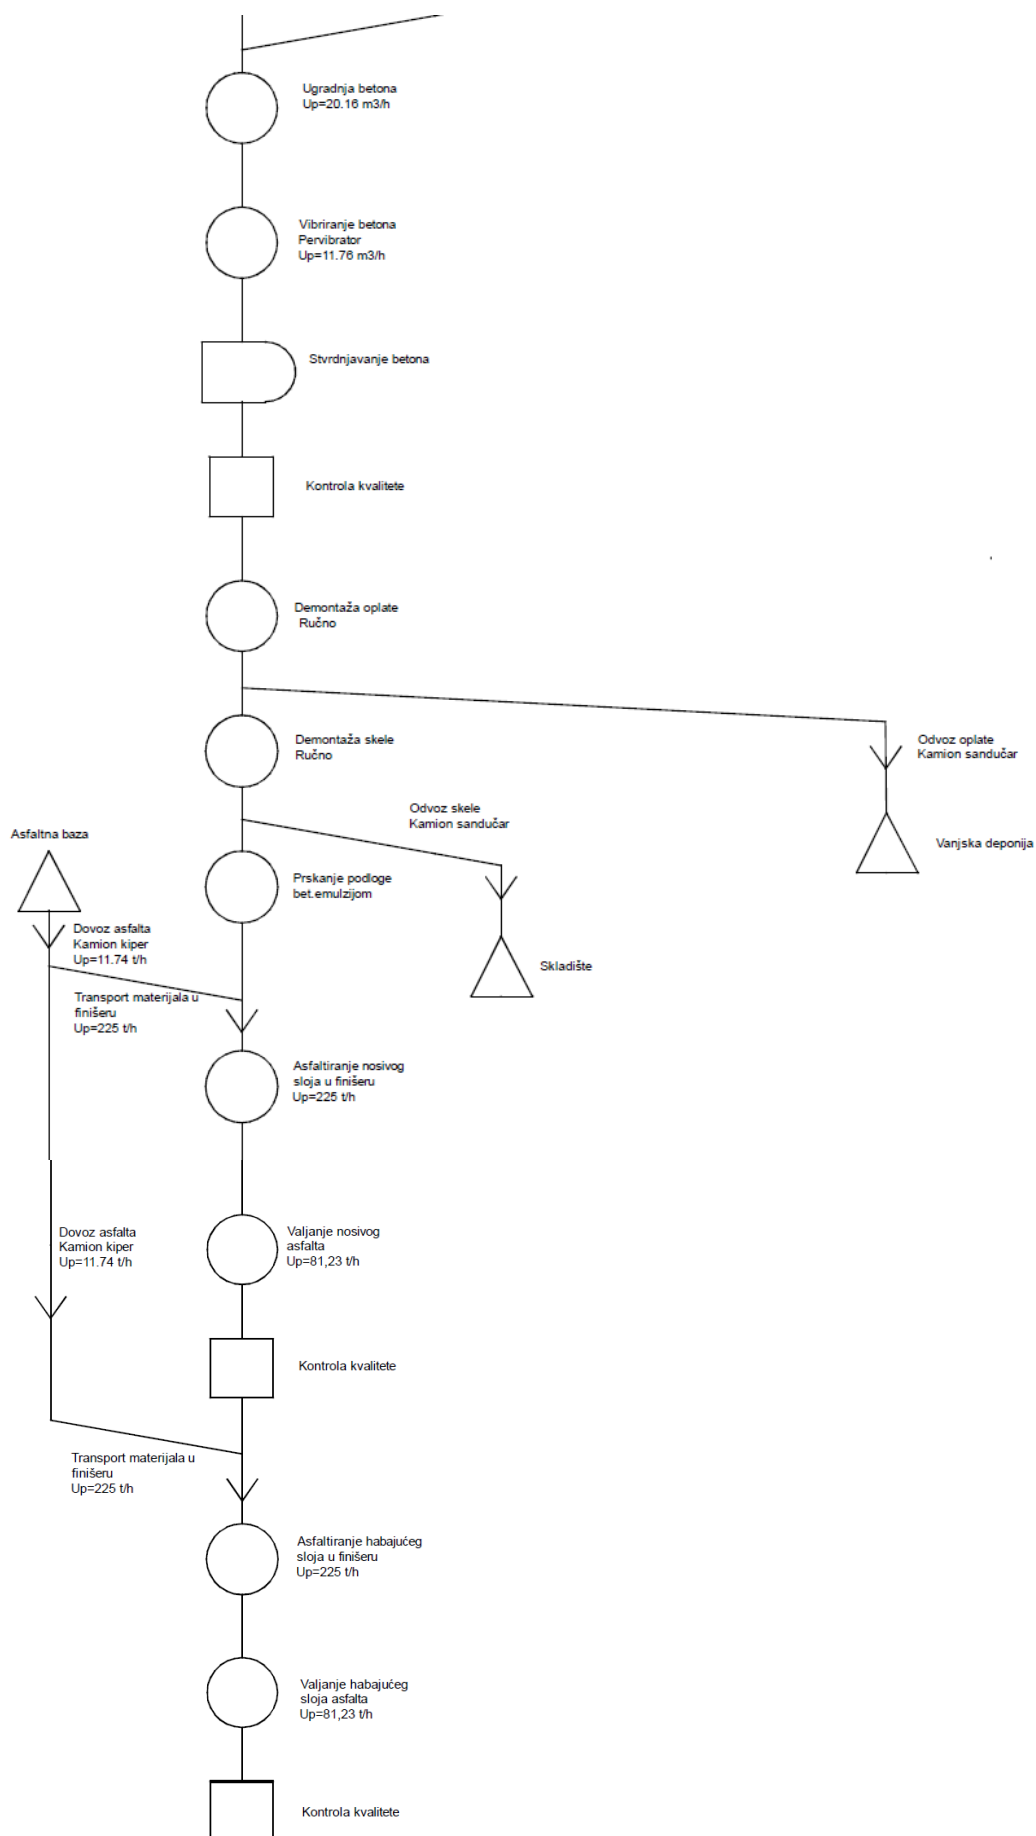 Ugradnja betona
Up=20.16 m3/h
Vibriranje betona
Pervibrator
Up=11.76 m3/h
Stvrdnjavanje betona
Kontrola kvalitete
Demontaža oplate
Ručno
Demontaža skele
Ručno
Odvoz oplate
Kamion sandučar
Odvoz skele
Kamion sandučar
Asfaltna baza
Vanjska deponija
Prskanje podloge
bet.emulzijom
Dovoz asfalta
Kamion kiper
Up=11.74 t/h
Skladište
Transport materijala u
finišeru
Up=225 t/h
Asfaltiranje nosivog
sloja u finišeru
Up=225 t/h
Dovoz asfalta
Kamion kiper
Up=11.74 t/h
Valjanje nosivog
asfalta
Up=81,23 t/h
Kontrola kvalitete
Transport materijala u
finišeru
Up=225 t/h
Asfaltiranje habajućeg
sloja u finišeru
Up=225 t/h
Valjanje habajućeg
sloja asfalta
Up=81,23 t/h
Kontrola kvalitete